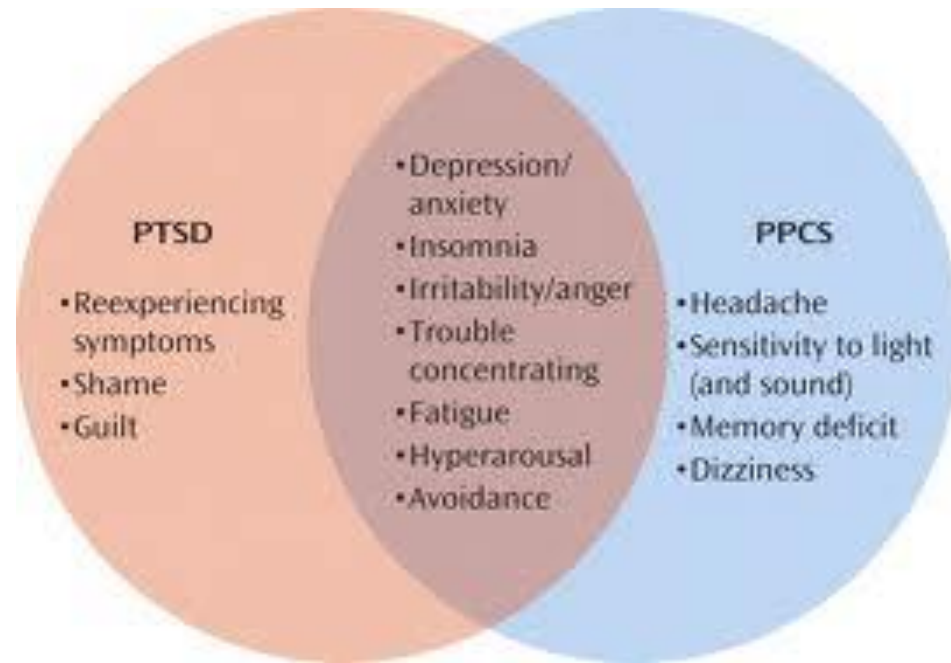 PTSD
•Reexperiencing
symptoms
•Shame
•Guilt
•Depression/
anxiety
•Insomnia
•Irritability/anger
•Trouble
concentrating
•Fatigue
•Hyperarousal
•Avoidance
PPCS
•Headache
•Sensitivity to light
(and sound)
•Memory deficit
•Dizziness